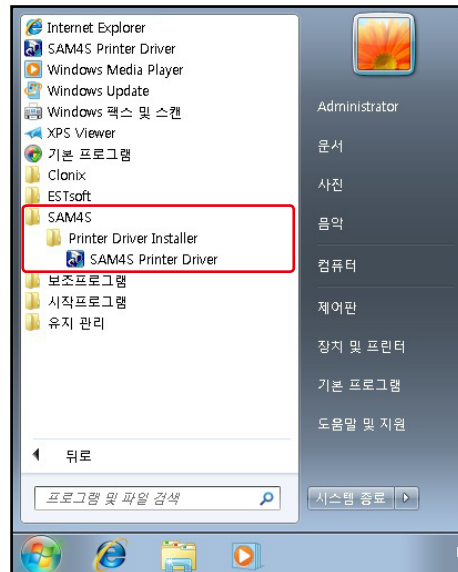 Internet Explorer
SAM4S Printer Driver
Windows Media Player
Windows Update
Windows 팩스 및 스캔
XPS Viewer
기본 프로그램
Clonix
ESTsoft
SAM4S
Printer Driver Installer
SAM4S Printer Driver
보조프로그램
시작프로그램
유지 관리
뒤로
프로그램 및 파일 검색
Administrator
문서
사진
음악
컴퓨터
제어판
장치 및 프린터
기본 프로그램
도움말 및 지원
시스템 종료